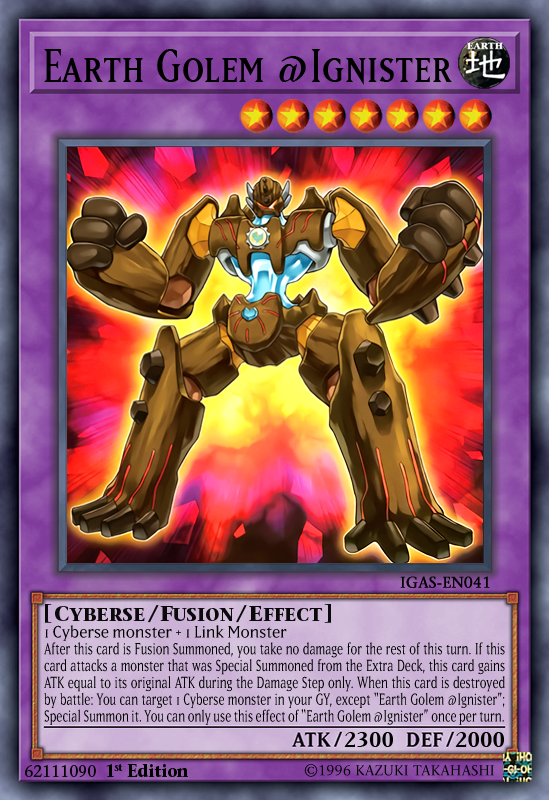 Earth Golem @Ignister
EARTH
地
IGAS-EN041
[Cyberse/Fusion/Effect]
1 Cyberse monster + 1 Link Monster
After this card is Fusion Summoned, you take no damage for the rest of this turn. If this
card attacks a monster that was Special Summoned from the Extra Deck, this card gains
ATK equal to its original ATK during the Damage Step only. When this card is destroyed
by battle: You can target 1 Cyberse monster in your GY, except "Earth Golem @Ignister";
Special Summon it. You can only use this effect of "Earth Golem @Ignister" once per turn.
ATK/2300 DEF/2000
62111090 1st Edition ©1996 KAZUKI TAKAHASHI